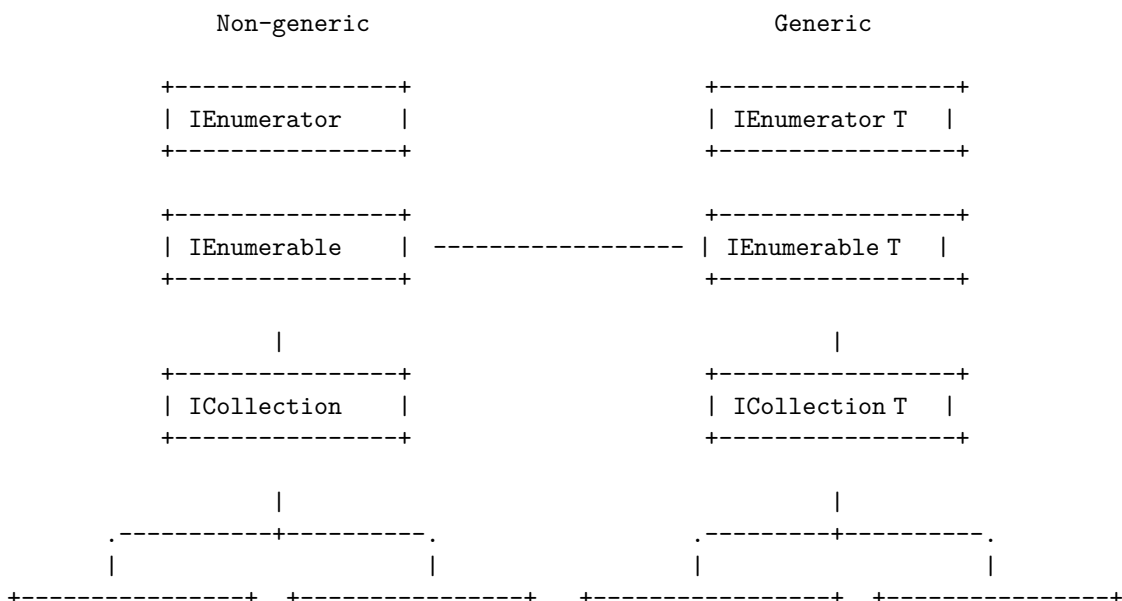 Non-generic Generic
+----------------+ +-----------------+
| IEnumerator | | IEnumerator T |
+----------------+ +-----------------+
+----------------+ +-----------------+
| IEnumerable | ------------------ | IEnumerable T |
+----------------+ +-----------------+
| |
+----------------+ +-----------------+
| ICollection | | ICollection T |
+----------------+ +-----------------+
| |
.-----------+----------. .---------+----------.
| | | |
+----------------+ +----------------+ +-----------------+ +----------------+